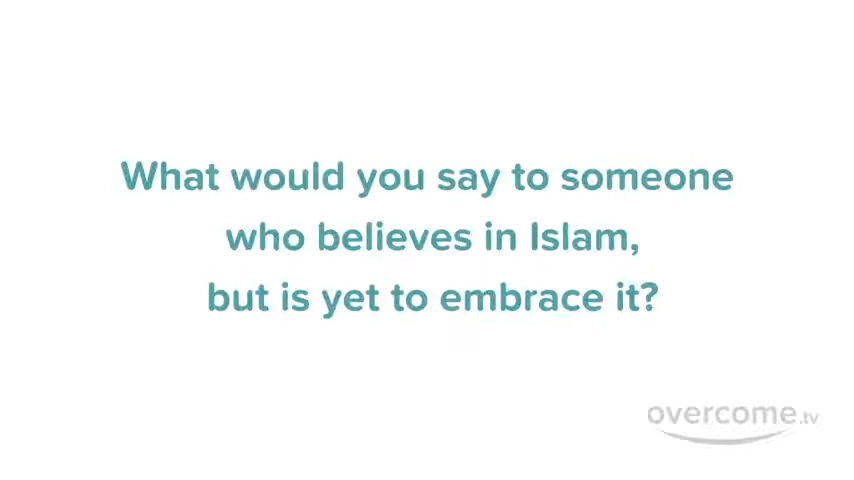 What would you say to someone
who believes in Islam,
but is yet to embrace it?
overcome.tv